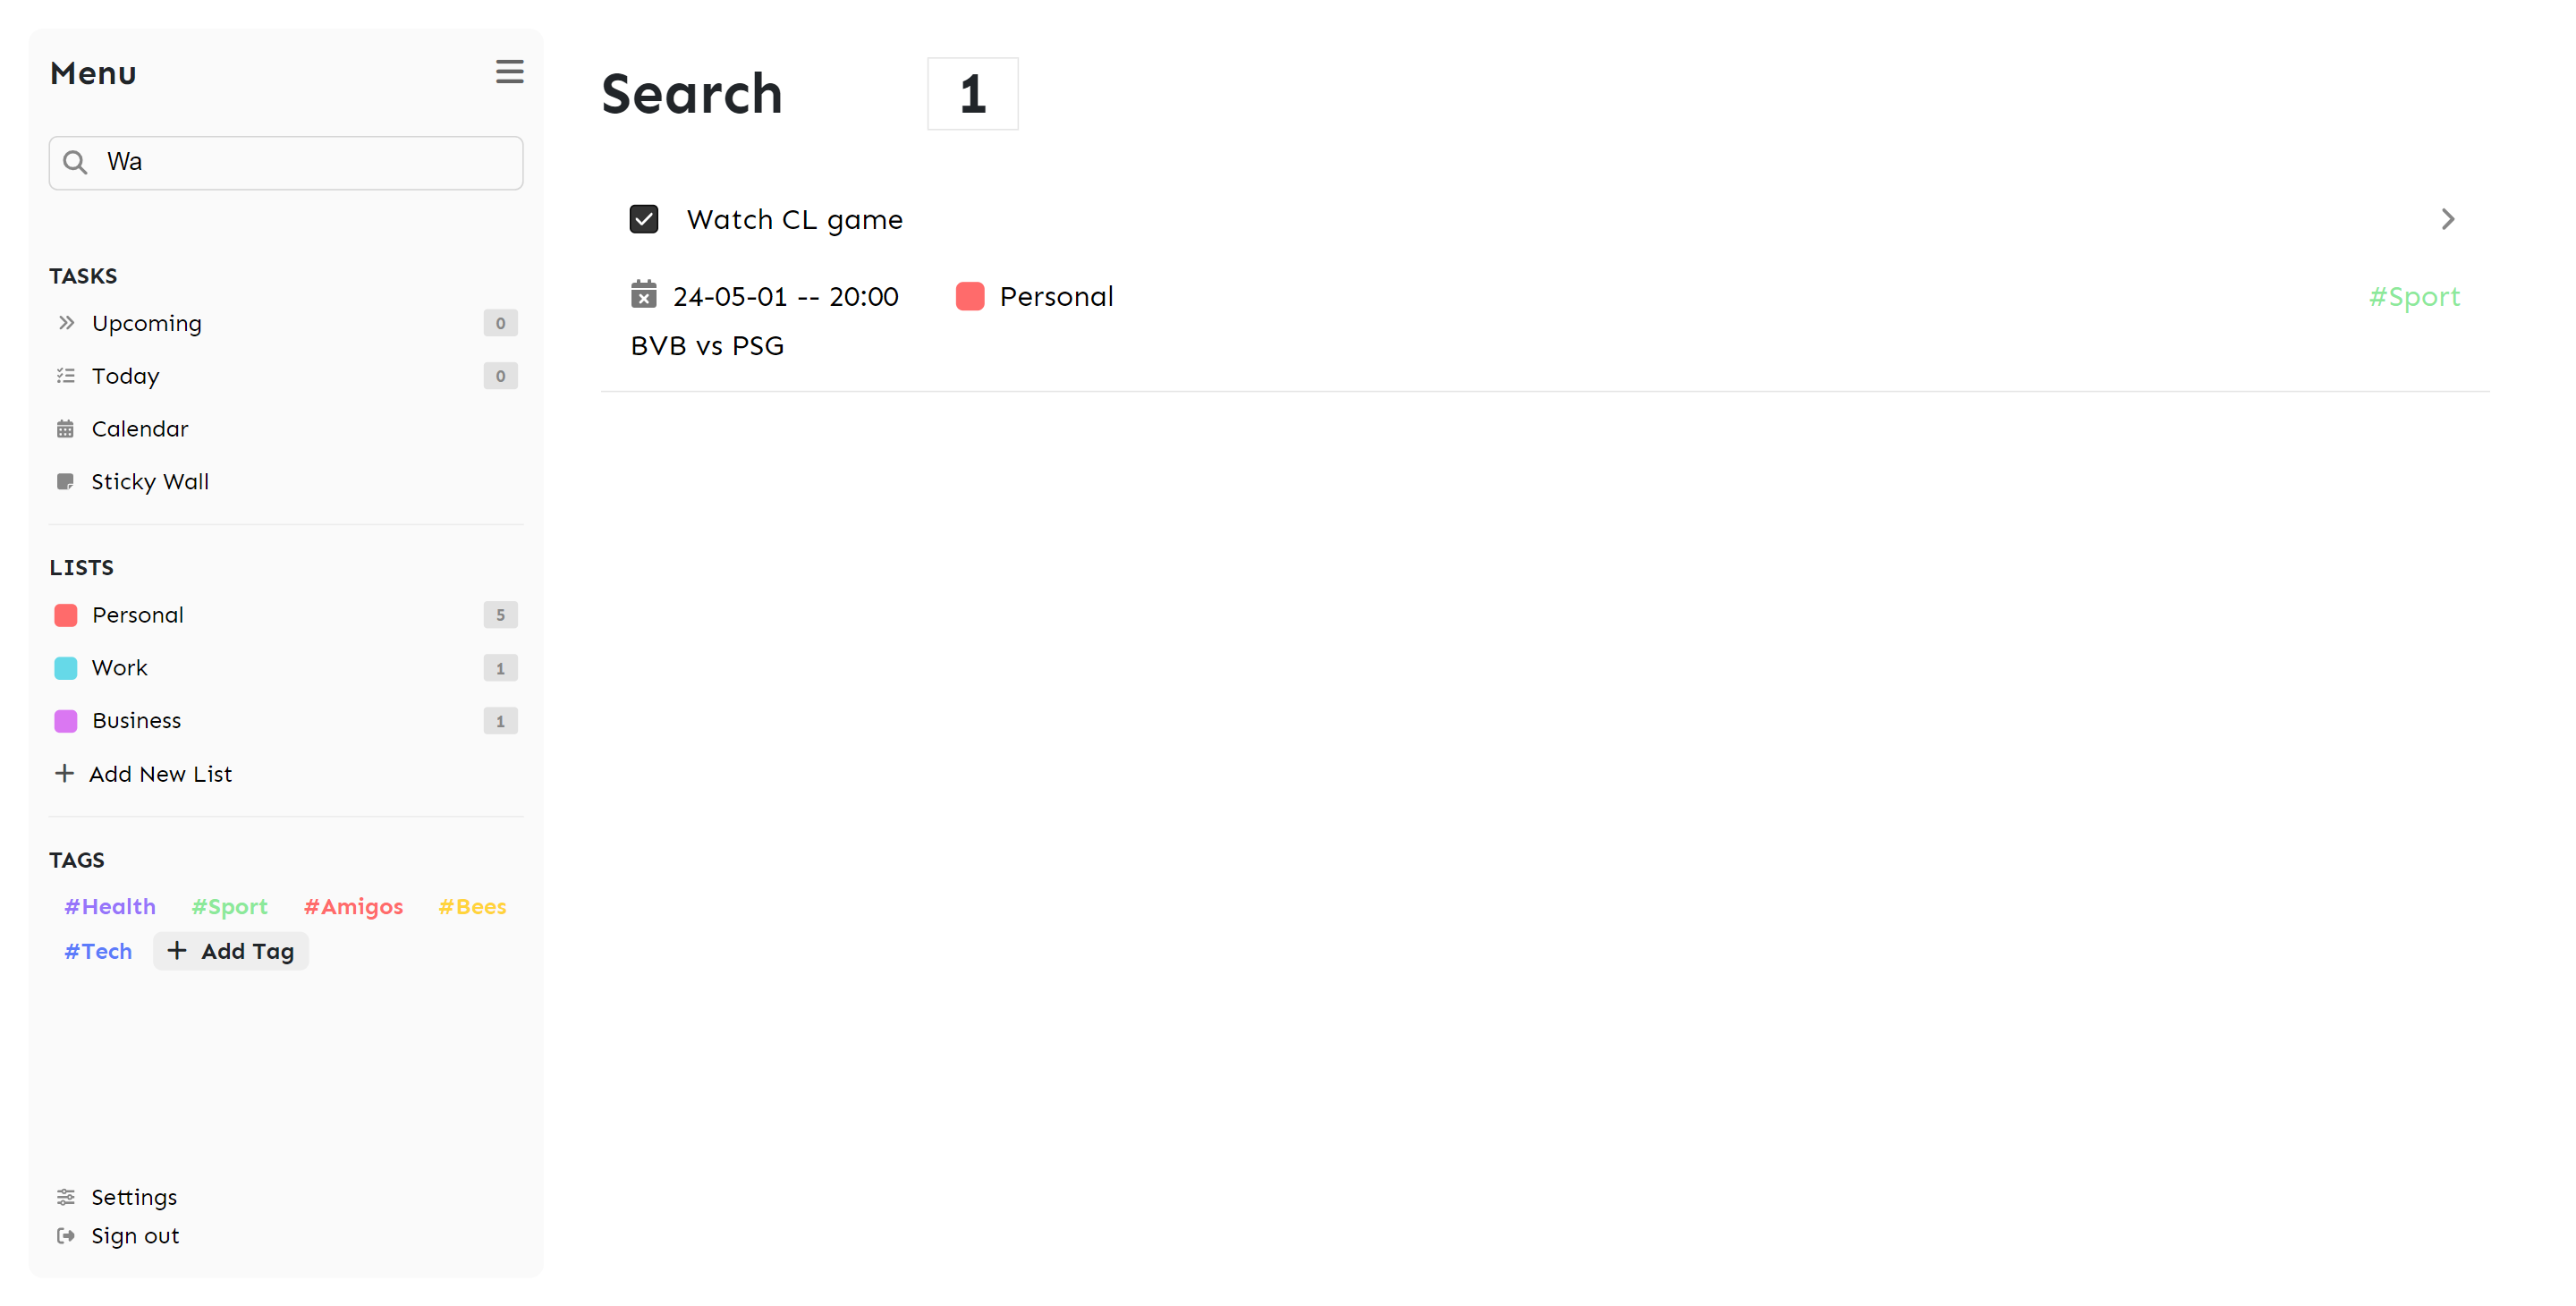 Menu
Wa
TASKS
Upcoming 0
Today 0
Calendar
Sticky Wall
LISTS
Personal 5
Work 1
Business 1
Add New List
TAGS
#Health #Sport #Amigos #Bees
#Tech Add Tag
Settings
Sign out
Search 1
Watch CL game
24-05-01 -- 20:00 Personal #Sport
BVB vs PSG